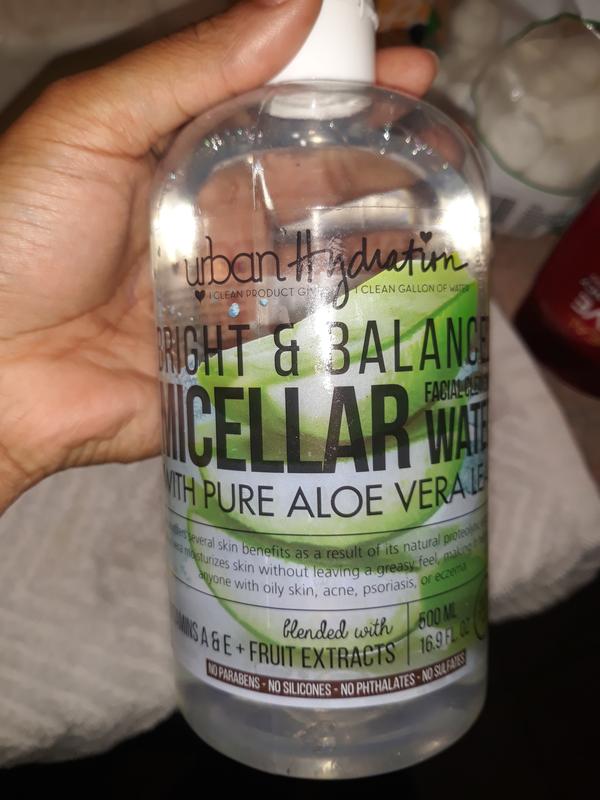 urban Hydration
1 CLEAN PRODUCT 1 CLEAN GALLON OF WATER
BRIGHT & BALANCE
MICELLAR FACIAL
WATE
WITH PURE ALOE VERA LEA
several skin benefits as a result of its natural
moisturizes skin without leaving a greasy feel,
anyone with oily skin, acne, psoriasis, or eczema
blended with
VITAMINS A & E + FRUIT EXTRACTS
500 ML
16.9 FL. OZ
NO PARABENS - NO SILICONES - NO PHTHALATES - NO SULFATES